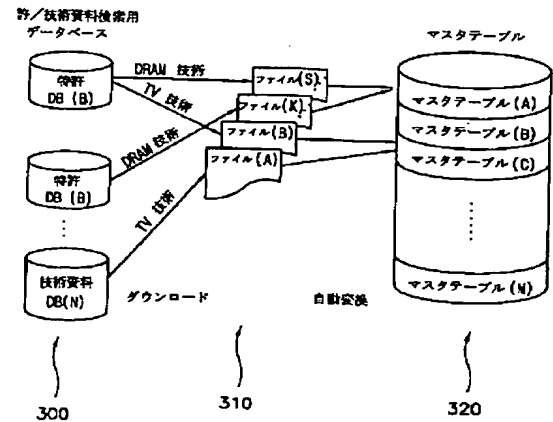 許/技術資料検索用
データベース
特許
DB (B)
特許
DB (B)
技術資料
DB(N)
DRAM 技術
TV 技術
DRAM 技術
TV 技術
ファイル(S)
ファイル(K)
ファイル(B)
ファイル(A)
ダウンロード
自動変換
マスタテーブル
マスタテーブル(A)
マスタテーブル(B)
マスタテーブル(C)
マスタテーブル(M)
300
310
320